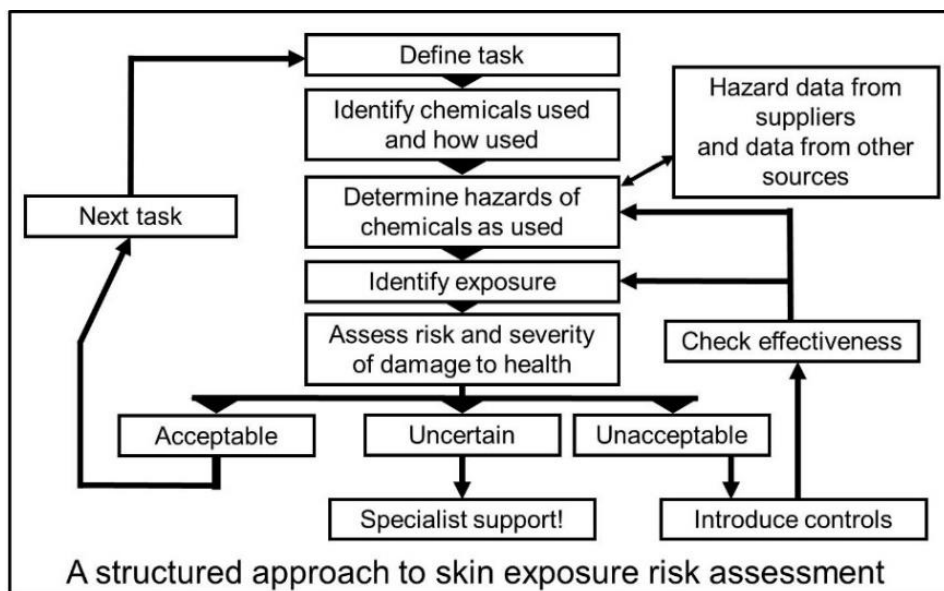 Define task
Identify chemicals used
and how used
Hazard data from
suppliers
and data from other
sources
Determine hazards of
chemicals as used
Next task
Identify exposure
Assess risk and severity
of damage to health
Check effectiveness
Acceptable
Uncertain
Unacceptable
Specialist support!
Introduce controls
A structured approach to skin exposure risk assessment